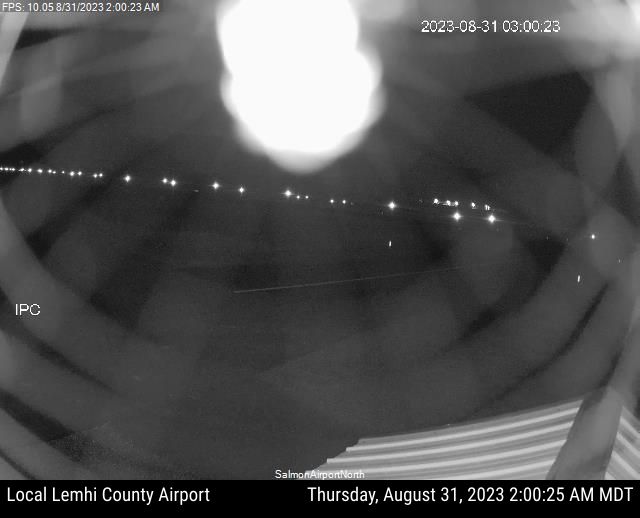 FPS: 10.05 8/31/2023 2:00:23 AM
2023-08-31 03:00:23
IPC
SalmonAirportNorth
Local Lemhi County Airport
Thursday, August 31, 2023 2:00:25 AM MDT